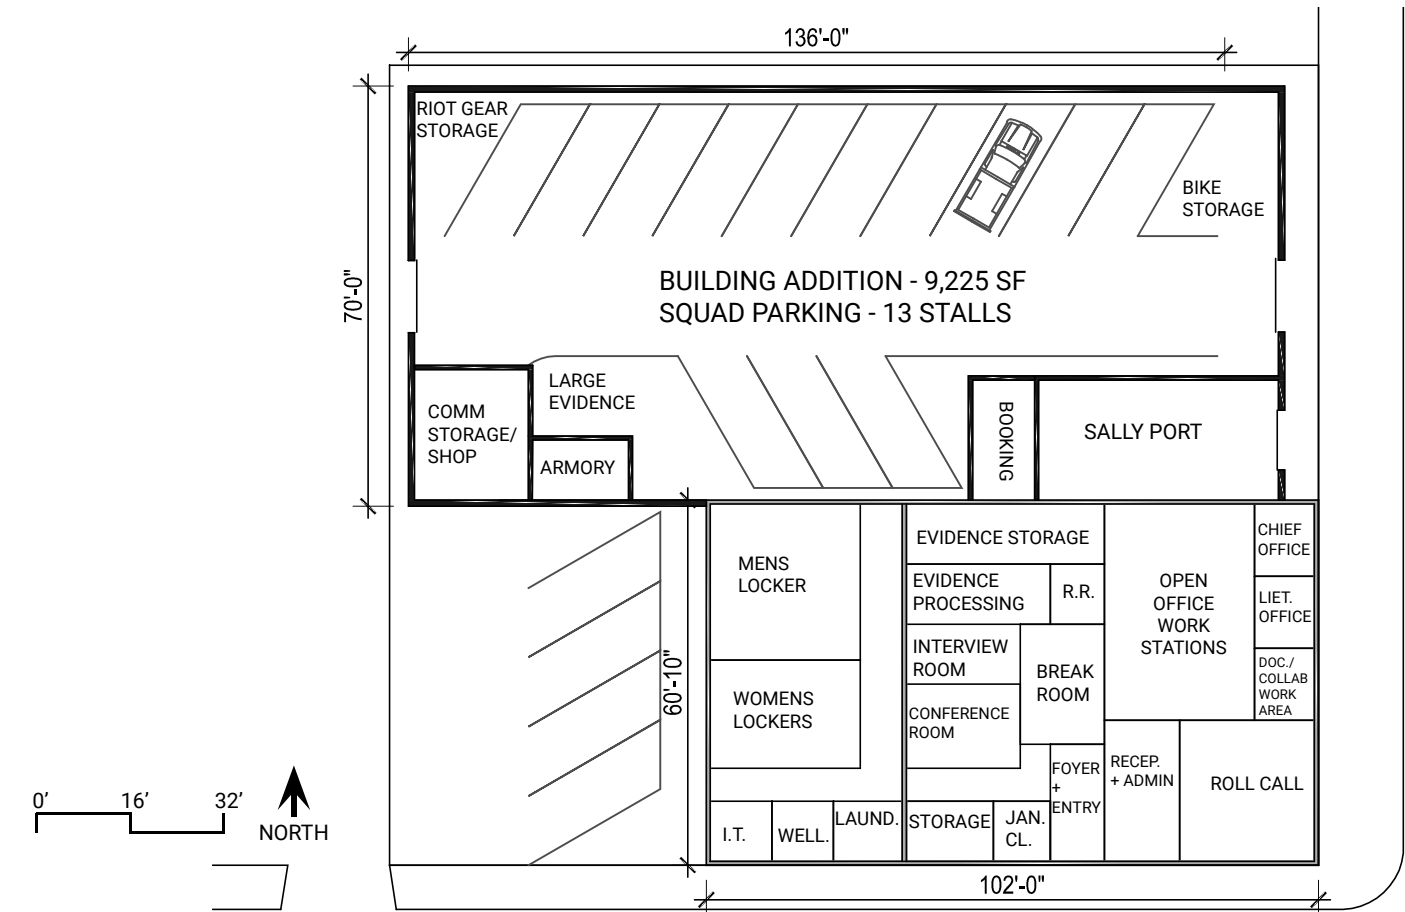 136'-0"
RIOT GEAR
STORAGE
BIKE
STORAGE
70'-0"
BUILDING ADDITION - 9,225 SF
SQUAD PARKING - 13 STALLS
LARGE
EVIDENCE
COMM
STORAGE/
SHOP
ARMORY
BOOKING
SALLY PORT
60'-10"
MENS
LOCKER
WOMENS
LOCKERS
I.T.
WELL.
LAUND.
EVIDENCE STORAGE
EVIDENCE
PROCESSING
R.R.
INTERVIEW
ROOM
BREAK
ROOM
CONFERENCE
ROOM
STORAGE
JAN.
CL.
FOYER
+
ENTRY
OPEN
OFFICE
WORK
STATIONS
CHIEF
OFFICE
LIET.
OFFICE
DOC./
COLLAB
WORK
AREA
RECEP.
+ ADMIN
ROLL CALL
0’ 16’ 32’
NORTH
102'-0"